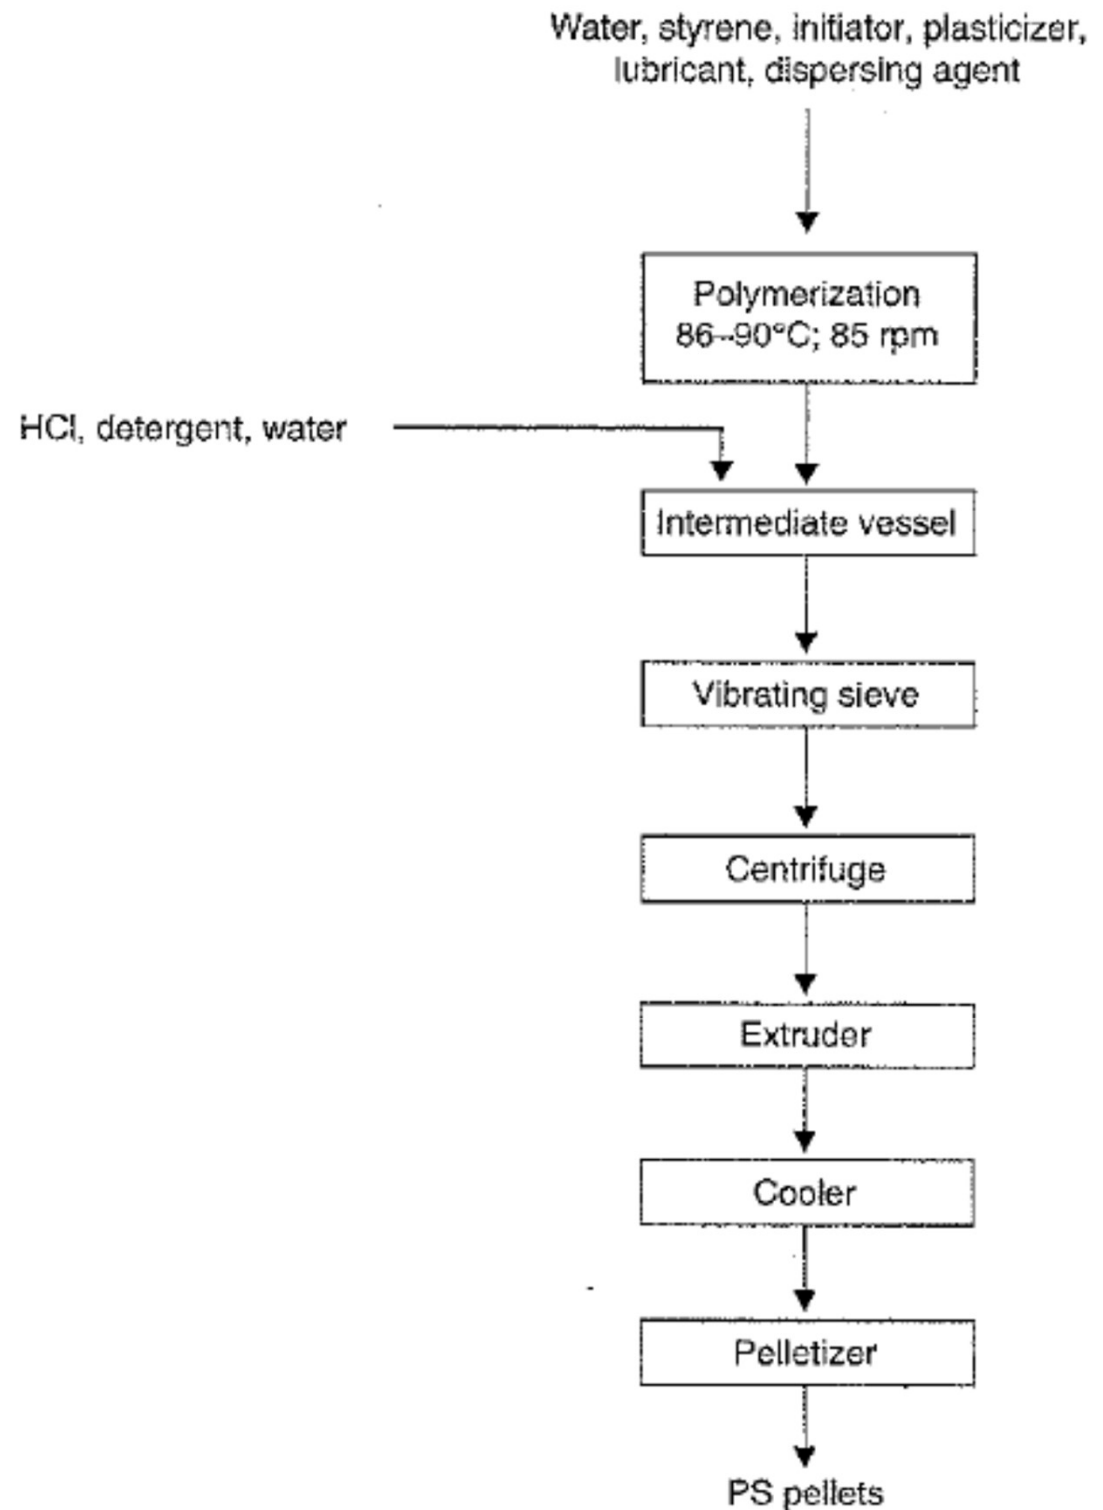 Water, styrene, initiator, plasticizer,
lubricant, dispersing agent
Polymerization
86–90°C; 85 rpm
HCl, detergent, water
Intermediate vessel
Vibrating sieve
Centrifuge
Extruder
Cooler
Pelletizer
PS pellets